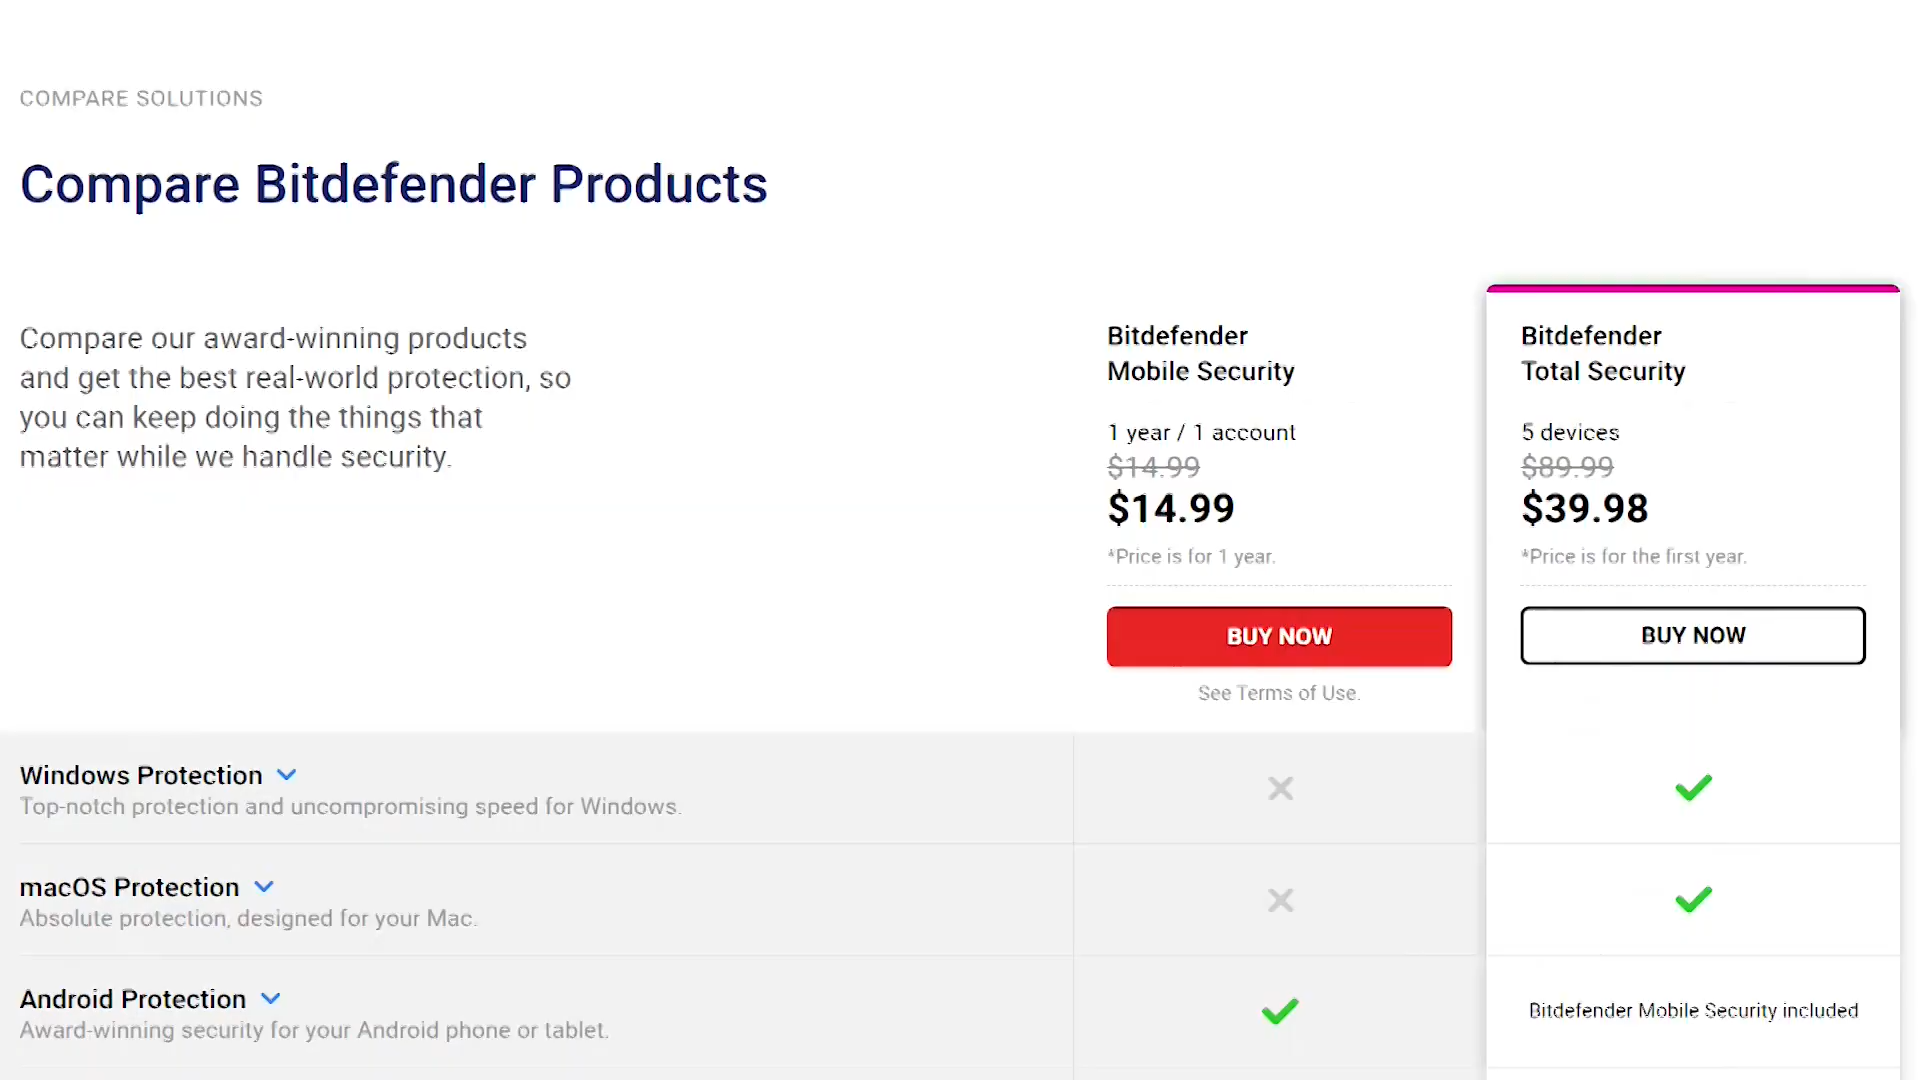 COMPARE SOLUTIONS
Compare Bitdefender Products
Compare our award-winning products
and get the best real-world protection, so
you can keep doing the things that
matter while we handle security.
Bitdefender
Mobile Security
1 year / 1 account
$14.99
$14.99
*Price is for 1 year.
BUY NOW
See Terms of Use.
Bitdefender
Total Security
5 devices
$89.99
$39.98
*Price is for the first year.
BUY NOW
Windows Protection
Top-notch protection and uncompromising speed for Windows.
macOS Protection
Absolute protection, designed for your Mac.
Android Protection
Award-winning security for your Android phone or tablet.
Bitdefender Mobile Security included